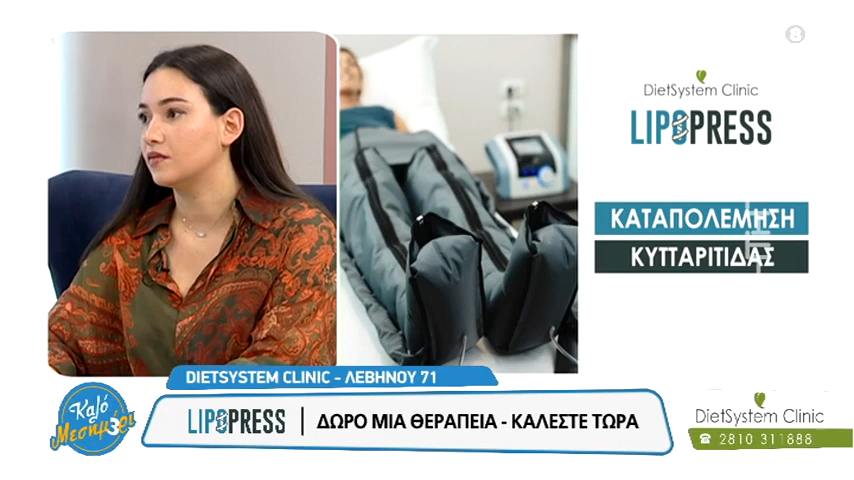 DietSystem Clinic
LIPOPRESS
ΚΑΤΑΠΟΛΕΜΗΣΗ
ΚΥΤΤΑΡΙΤΙΔΑΣ
DIETSYSTEM CLINIC - ΛΕΒΗΝΟΥ 71
Καλό
Μεσημέρι
LIPOPRESS | ΔΩΡΟ ΜΙΑ ΘΕΡΑΠΕΙΑ - ΚΑΛΕΣΤΕ ΤΩΡΑ
DietSystem Clinic
2810 311888